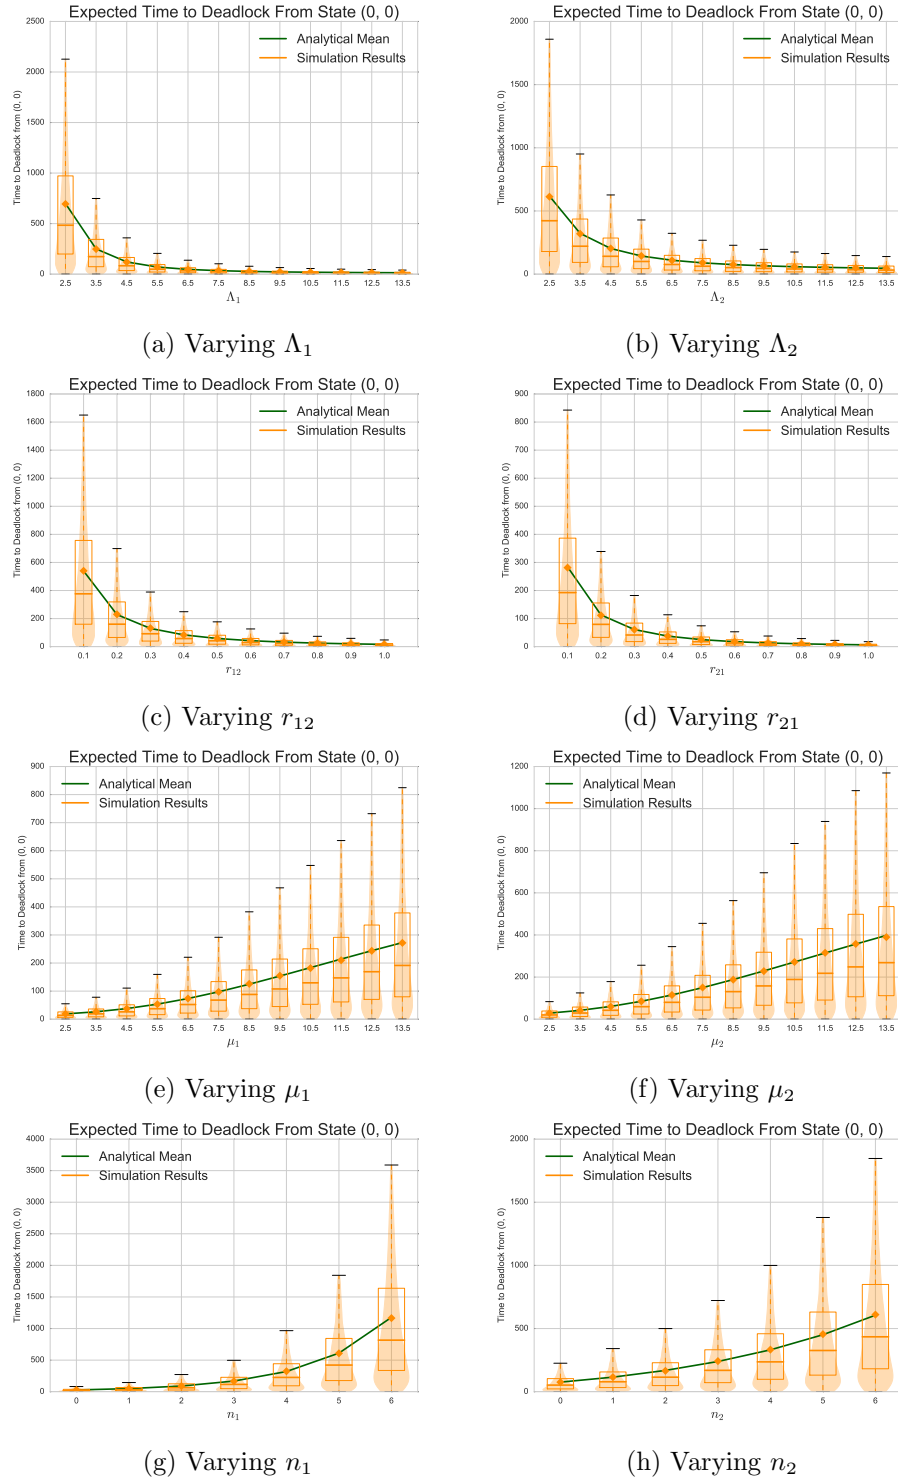 Expected Time to Deadlock From State (0, 0)
Time to Deadlock from (0, 0)
2500
2000
1500
1000
500
0
Analytical Mean
Simulation Results
2.5 3.5 4.5 5.5 6.5 7.5 8.5 9.5 10.5 11.5 12.5 13.5
Λ1
(a) Varying Λ1
Expected Time to Deadlock From State (0, 0)
Time to Deadlock from (0, 0)
2000
1500
1000
500
0
Analytical Mean
Simulation Results
2.5 3.5 4.5 5.5 6.5 7.5 8.5 9.5 10.5 11.5 12.5 13.5
Λ2
(b) Varying Λ2
Expected Time to Deadlock From State (0, 0)
Time to Deadlock from (0, 0)
1800
1600
1400
1200
1000
800
600
400
200
0
Analytical Mean
Simulation Results
0.1 0.2 0.3 0.4 0.5 0.6 0.7 0.8 0.9 1.0
r12
(c) Varying r12
Expected Time to Deadlock From State (0, 0)
Time to Deadlock from (0, 0)
900
800
700
600
500
400
300
200
100
0
Analytical Mean
Simulation Results
0.1 0.2 0.3 0.4 0.5 0.6 0.7 0.8 0.9 1.0
r21
(d) Varying r21
Expected Time to Deadlock From State (0, 0)
Time to Deadlock from (0, 0)
900
800
700
600
500
400
300
200
100
0
Analytical Mean
Simulation Results
2.5 3.5 4.5 5.5 6.5 7.5 8.5 9.5 10.5 11.5 12.5 13.5
μ1
(e) Varying μ1
Expected Time to Deadlock From State (0, 0)
Time to Deadlock from (0, 0)
1200
1000
800
600
400
200
0
Analytical Mean
Simulation Results
2.5 3.5 4.5 5.5 6.5 7.5 8.5 9.5 10.5 11.5 12.5 13.5
μ2
(f) Varying μ2
Expected Time to Deadlock From State (0, 0)
Time to Deadlock from (0, 0)
4000
3500
3000
2500
2000
1500
1000
500
0
Analytical Mean
Simulation Results
0 1 2 3 4 5 6
n1
(g) Varying n1
Expected Time to Deadlock From State (0, 0)
Time to Deadlock from (0, 0)
2000
1500
1000
500
0
Analytical Mean
Simulation Results
0 1 2 3 4 5 6
n2
(h) Varying n2